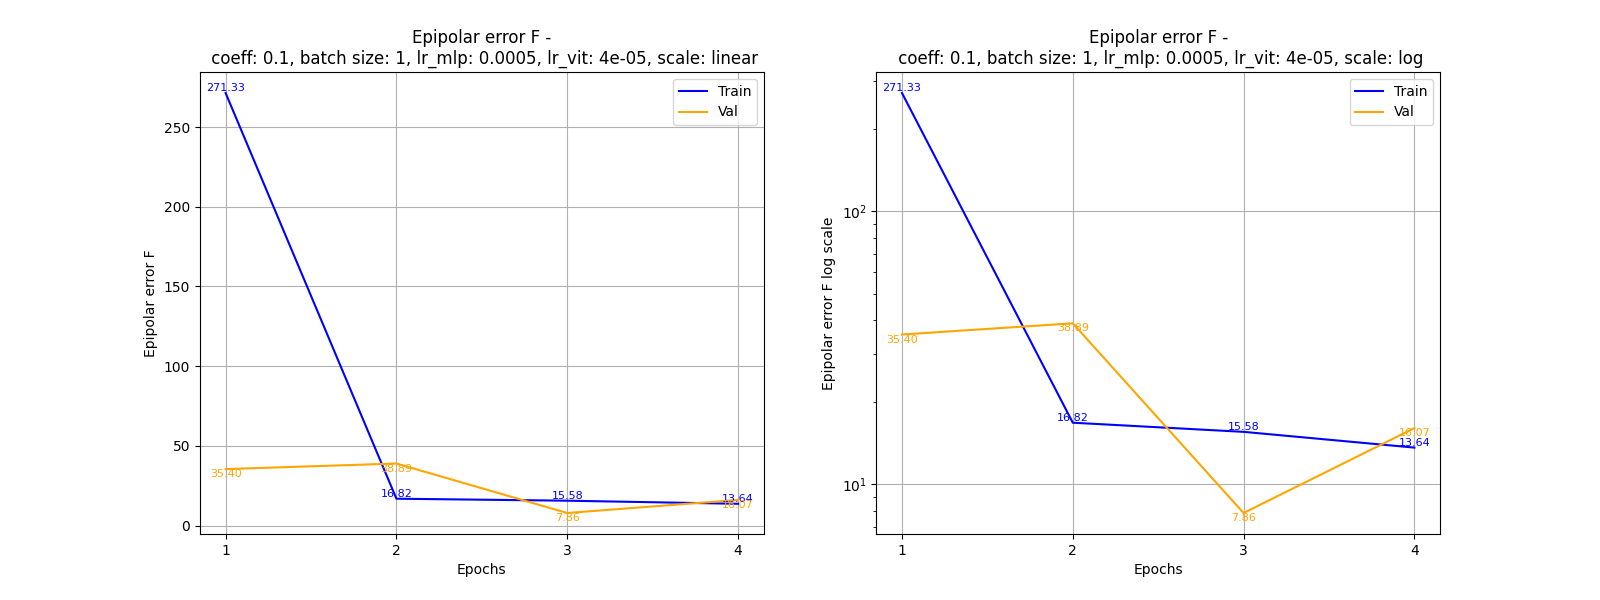 Epipolar error F -
coeff: 0.1, batch size: 1, lr_mlp: 0.0005, lr_vit: 4e-05, scale: linear
Train
Val
271.33
250
200
150
100
50
0
35.40
38.89
16.82
15.58
7.86
13.64
16.07
Epipolar error F
1
2
3
4
Epochs
Epipolar error F -
coeff: 0.1, batch size: 1, lr_mlp: 0.0005, lr_vit: 4e-05, scale: log
Train
Val
271.33
10²
10¹
35.40
38.89
16.82
15.58
7.86
16.07
13.64
Epipolar error F log scale
1
2
3
4
Epochs